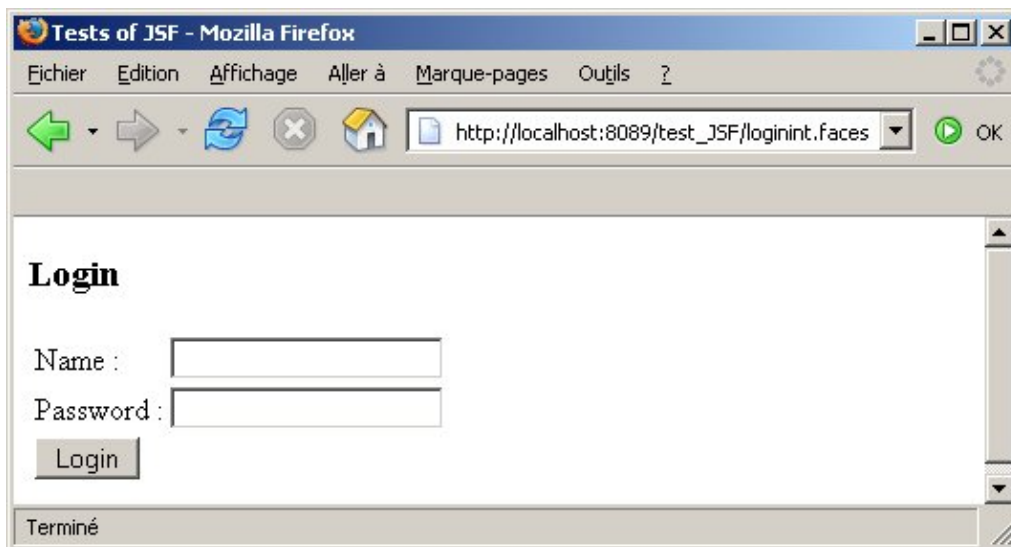 Tests of JSF - Mozilla Firefox
Fichier Edition Affichage Aller à Marque-pages Outils ?
http://localhost:8089/test_JSF/loginint.faces OK
Login
Name :
Password :
Login
Terminé